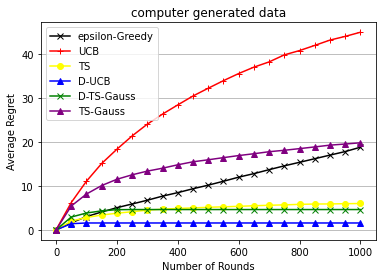 computer generated data
epsilon-Greedy
UCB
TS
D-UCB
D-TS-Gauss
TS-Gauss
Average Regret
40
30
20
10
0
0 200 400 600 800 1000
Number of Rounds